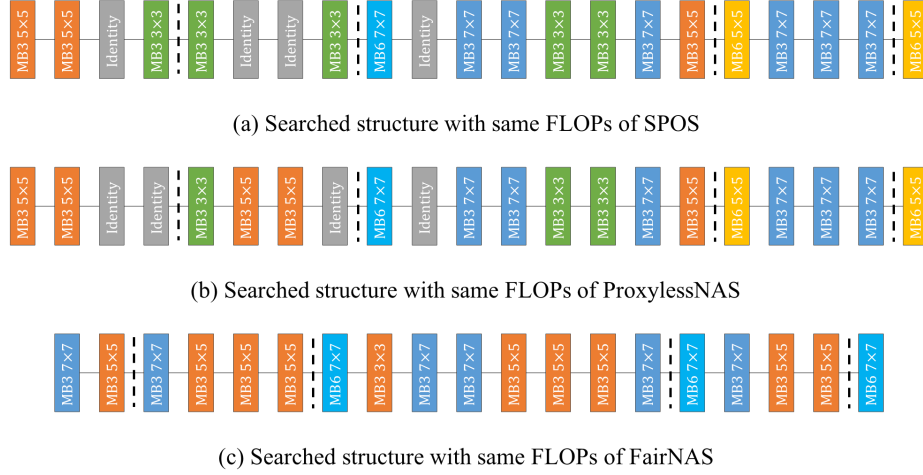 MB3 5×5
MB3 5×5
Identity
MB3 3×3
MB3 3×3
Identity
Identity
MB3 3×3
MB6 7×7
Identity
MB3 7×7
MB3 7×7
MB3 3×3
MB3 3×3
MB3 7×7
MB3 5×5
MB6 5×5
MB3 7×7
MB3 7×7
MB3 7×7
MB6 5×5
(a) Searched structure with same FLOPs of SPOS
MB3 5×5
MB3 5×5
Identity
Identity
MB3 3×3
MB3 5×5
MB3 5×5
Identity
MB6 7×7
Identity
MB3 7×7
MB3 7×7
MB3 3×3
MB3 3×3
MB3 7×7
MB3 5×5
MB6 5×5
MB3 7×7
MB3 7×7
MB3 7×7
MB6 5×5
(b) Searched structure with same FLOPs of ProxylessNAS
MB3 7×7
MB3 5×5
MB3 7×7
MB3 5×5
MB3 5×5
MB3 5×5
MB6 7×7
MB3 3×3
MB3 7×7
MB3 7×7
MB3 5×5
MB3 5×5
MB3 5×5
MB3 7×7
MB6 7×7
MB3 7×7
MB3 5×5
MB3 5×5
MB6 7×7
(c) Searched structure with same FLOPs of FairNAS